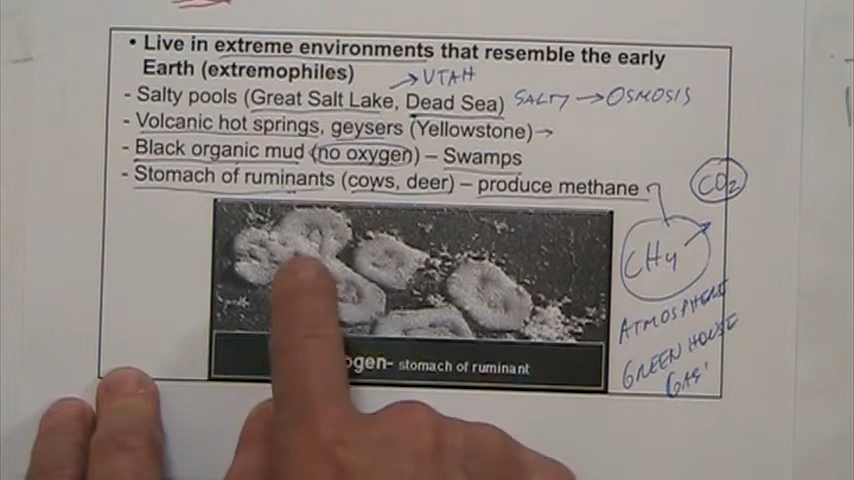 • Live in extreme environments that resemble the early
Earth (extremophiles)
→ UTAH
- Salty pools (Great Salt Lake, Dead Sea) SALTY → OSMOSIS
- Volcanic hot springs, geysers (Yellowstone) →
- Black organic mud (no oxygen) – Swamps
- Stomach of ruminants (cows, deer) – produce methane
CO2
CH4
ATMOSPHERE
GREEN HOUSE
GAS
ogen- stomach of ruminant